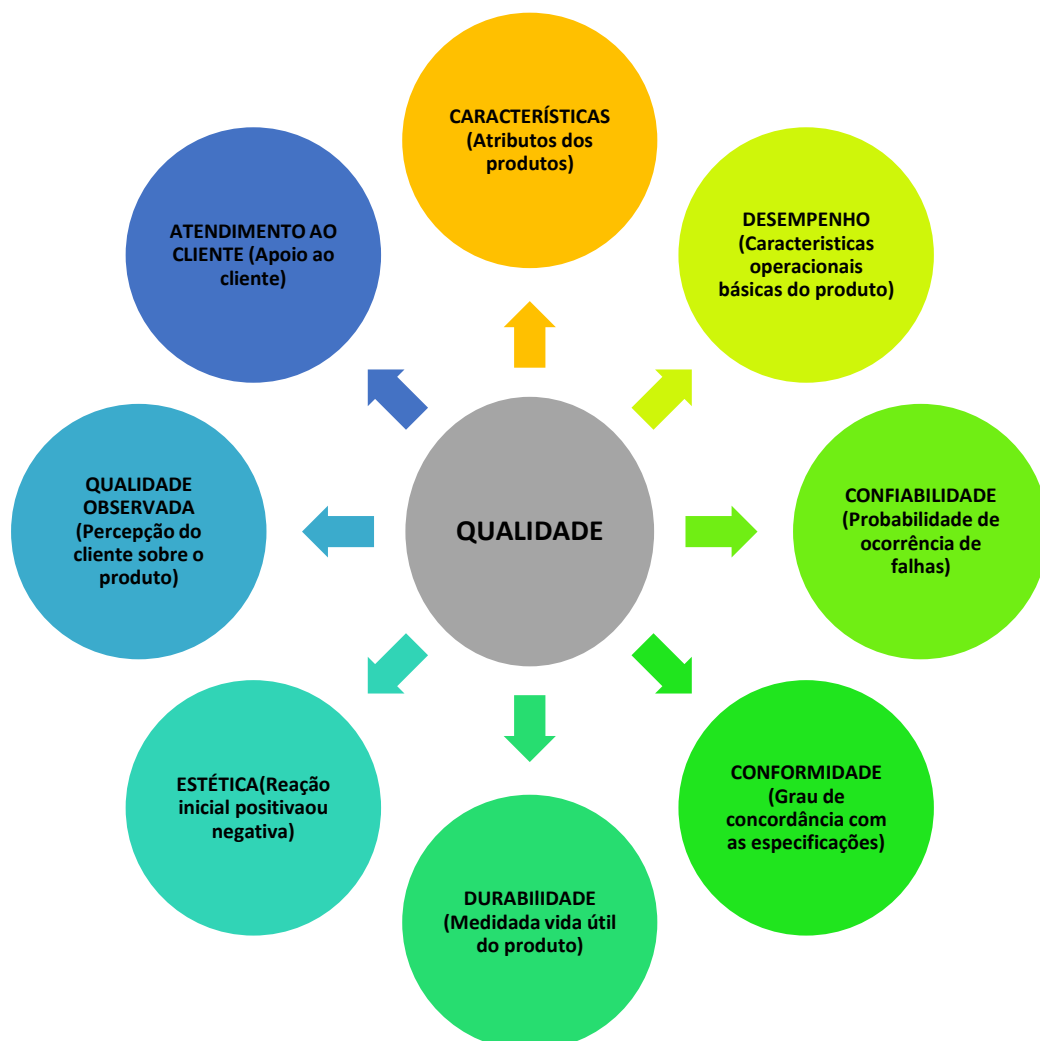 CARACTERÍSTICAS
(Atributos dos
produtos)
DESEMPENHO
(Caracteristicas
operacionais
básicas do produto)
CONFIABILIDADE
(Probabilidade de
ocorrência de
falhas)
CONFORMIDADE
(Grau de
concordância com
as especificações)
DURABIlIDADE
(Medidada vida útil
do produto)
ESTÉTICA(Reação
inicial positivaou
negativa)
QUALIDADE
OBSERVADA
(Percepção do
cliente sobre o
produto)
ATENDIMENTO AO
CLIENTE (Apoio ao
cliente)
QUALIDADE